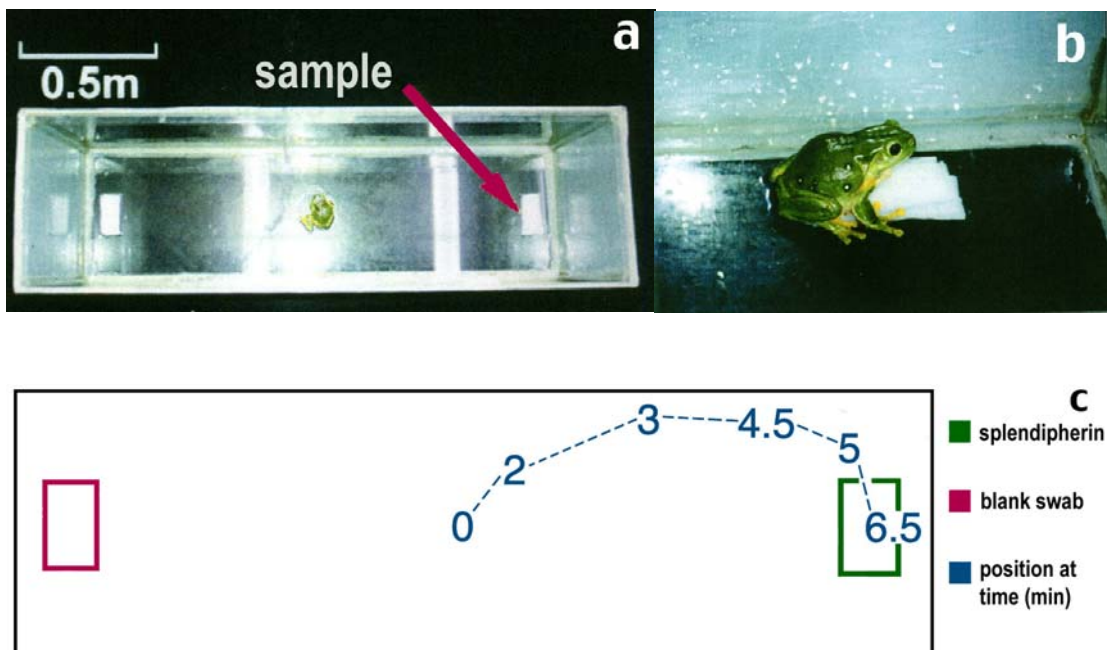 a
0.5m
sample
b
c
3
4.5
2
5
0
6.5
splendipherin
blank swab
position at
time (min)